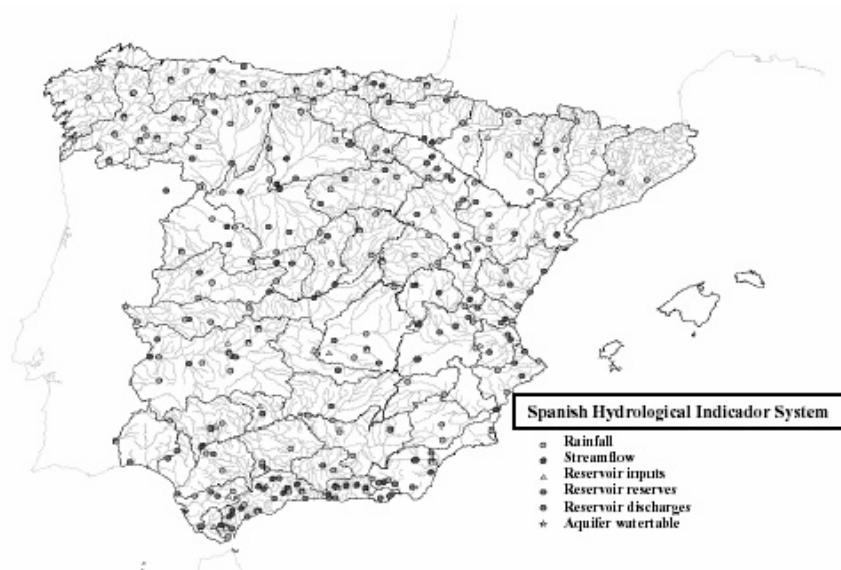 Spanish Hydrological Indicador System
Rainfall
Streamflow
Reservoir inputs
Reservoir reserves
Reservoir discharges
Aquifer watertable